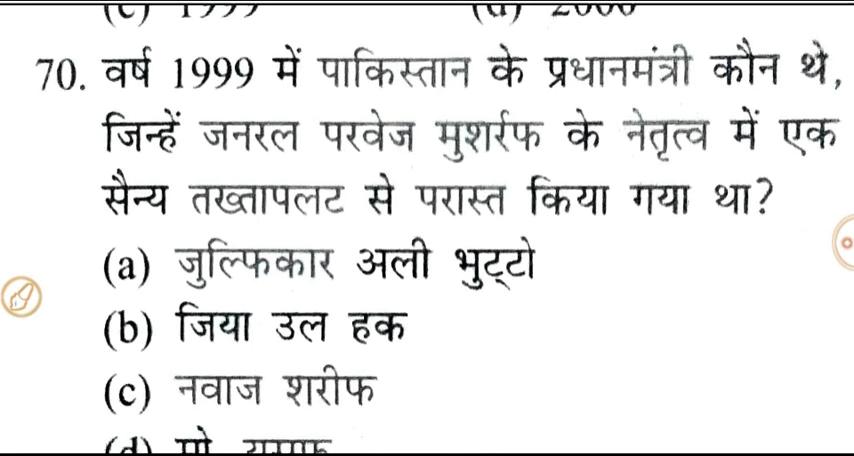 70. वर्ष 1999 में पाकिस्तान के प्रधानमंत्री कौन थे,
जिन्हें जनरल परवेज मुशर्रफ के नेतृत्व में एक
सैन्य तख्तापलट से परास्त किया गया था?
(a) जुल्फिकार अली भुट्टो
(b) जिया उल हक
(c) नवाज शरीफ